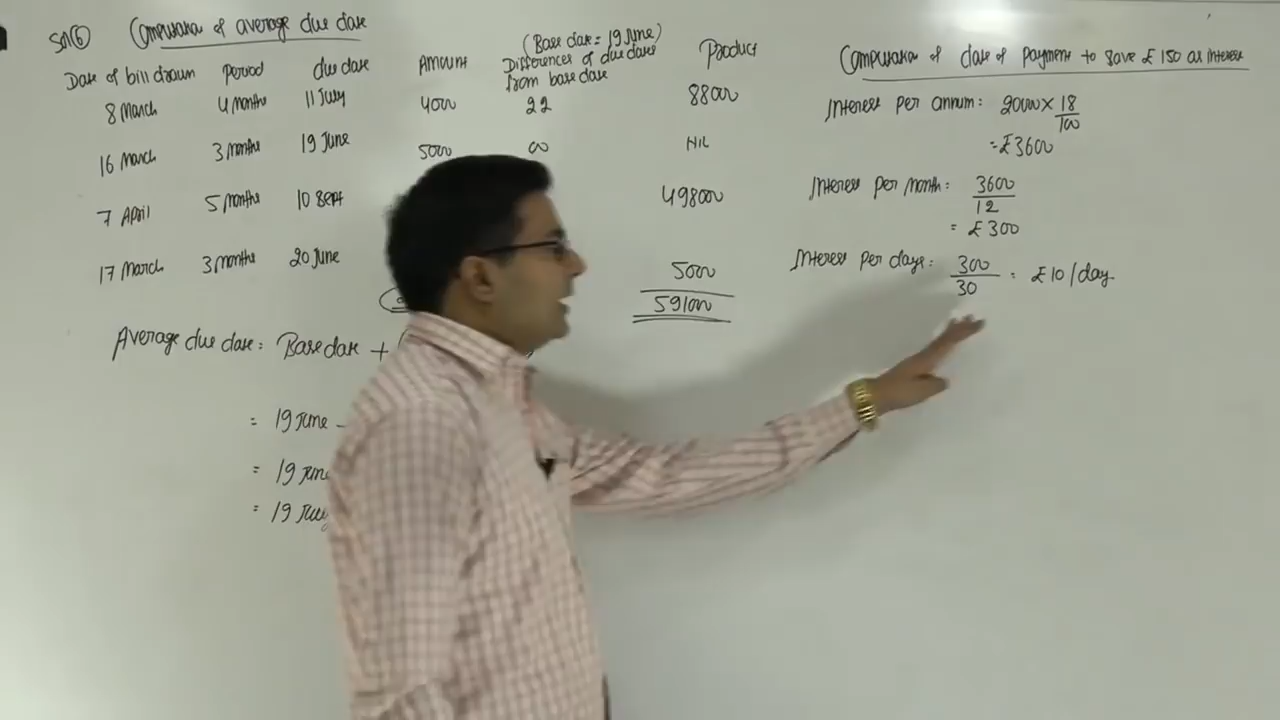 Sol ⑥ Computation of average due date
(Base date = 19 June)
Date of bill drawn Period due date Amount Differences of due dates from base date Product
8 March 4 months 11 July 4000 22 88000
16 March 3 months 19 June 5000 00 NIL
7 April 5 months 10 Sept 498000
17 March 3 months 20 June 5000
591000
Average due date = Base date +
= 19 June
= 19 June
= 19 July
Computation of date of payment to save £ 150 as interest
Interest per annum = 20000 × 18/100
= £ 3600
Interest per month = 3600/12
= £ 300
Interest per days = 300/30 = £ 10/day